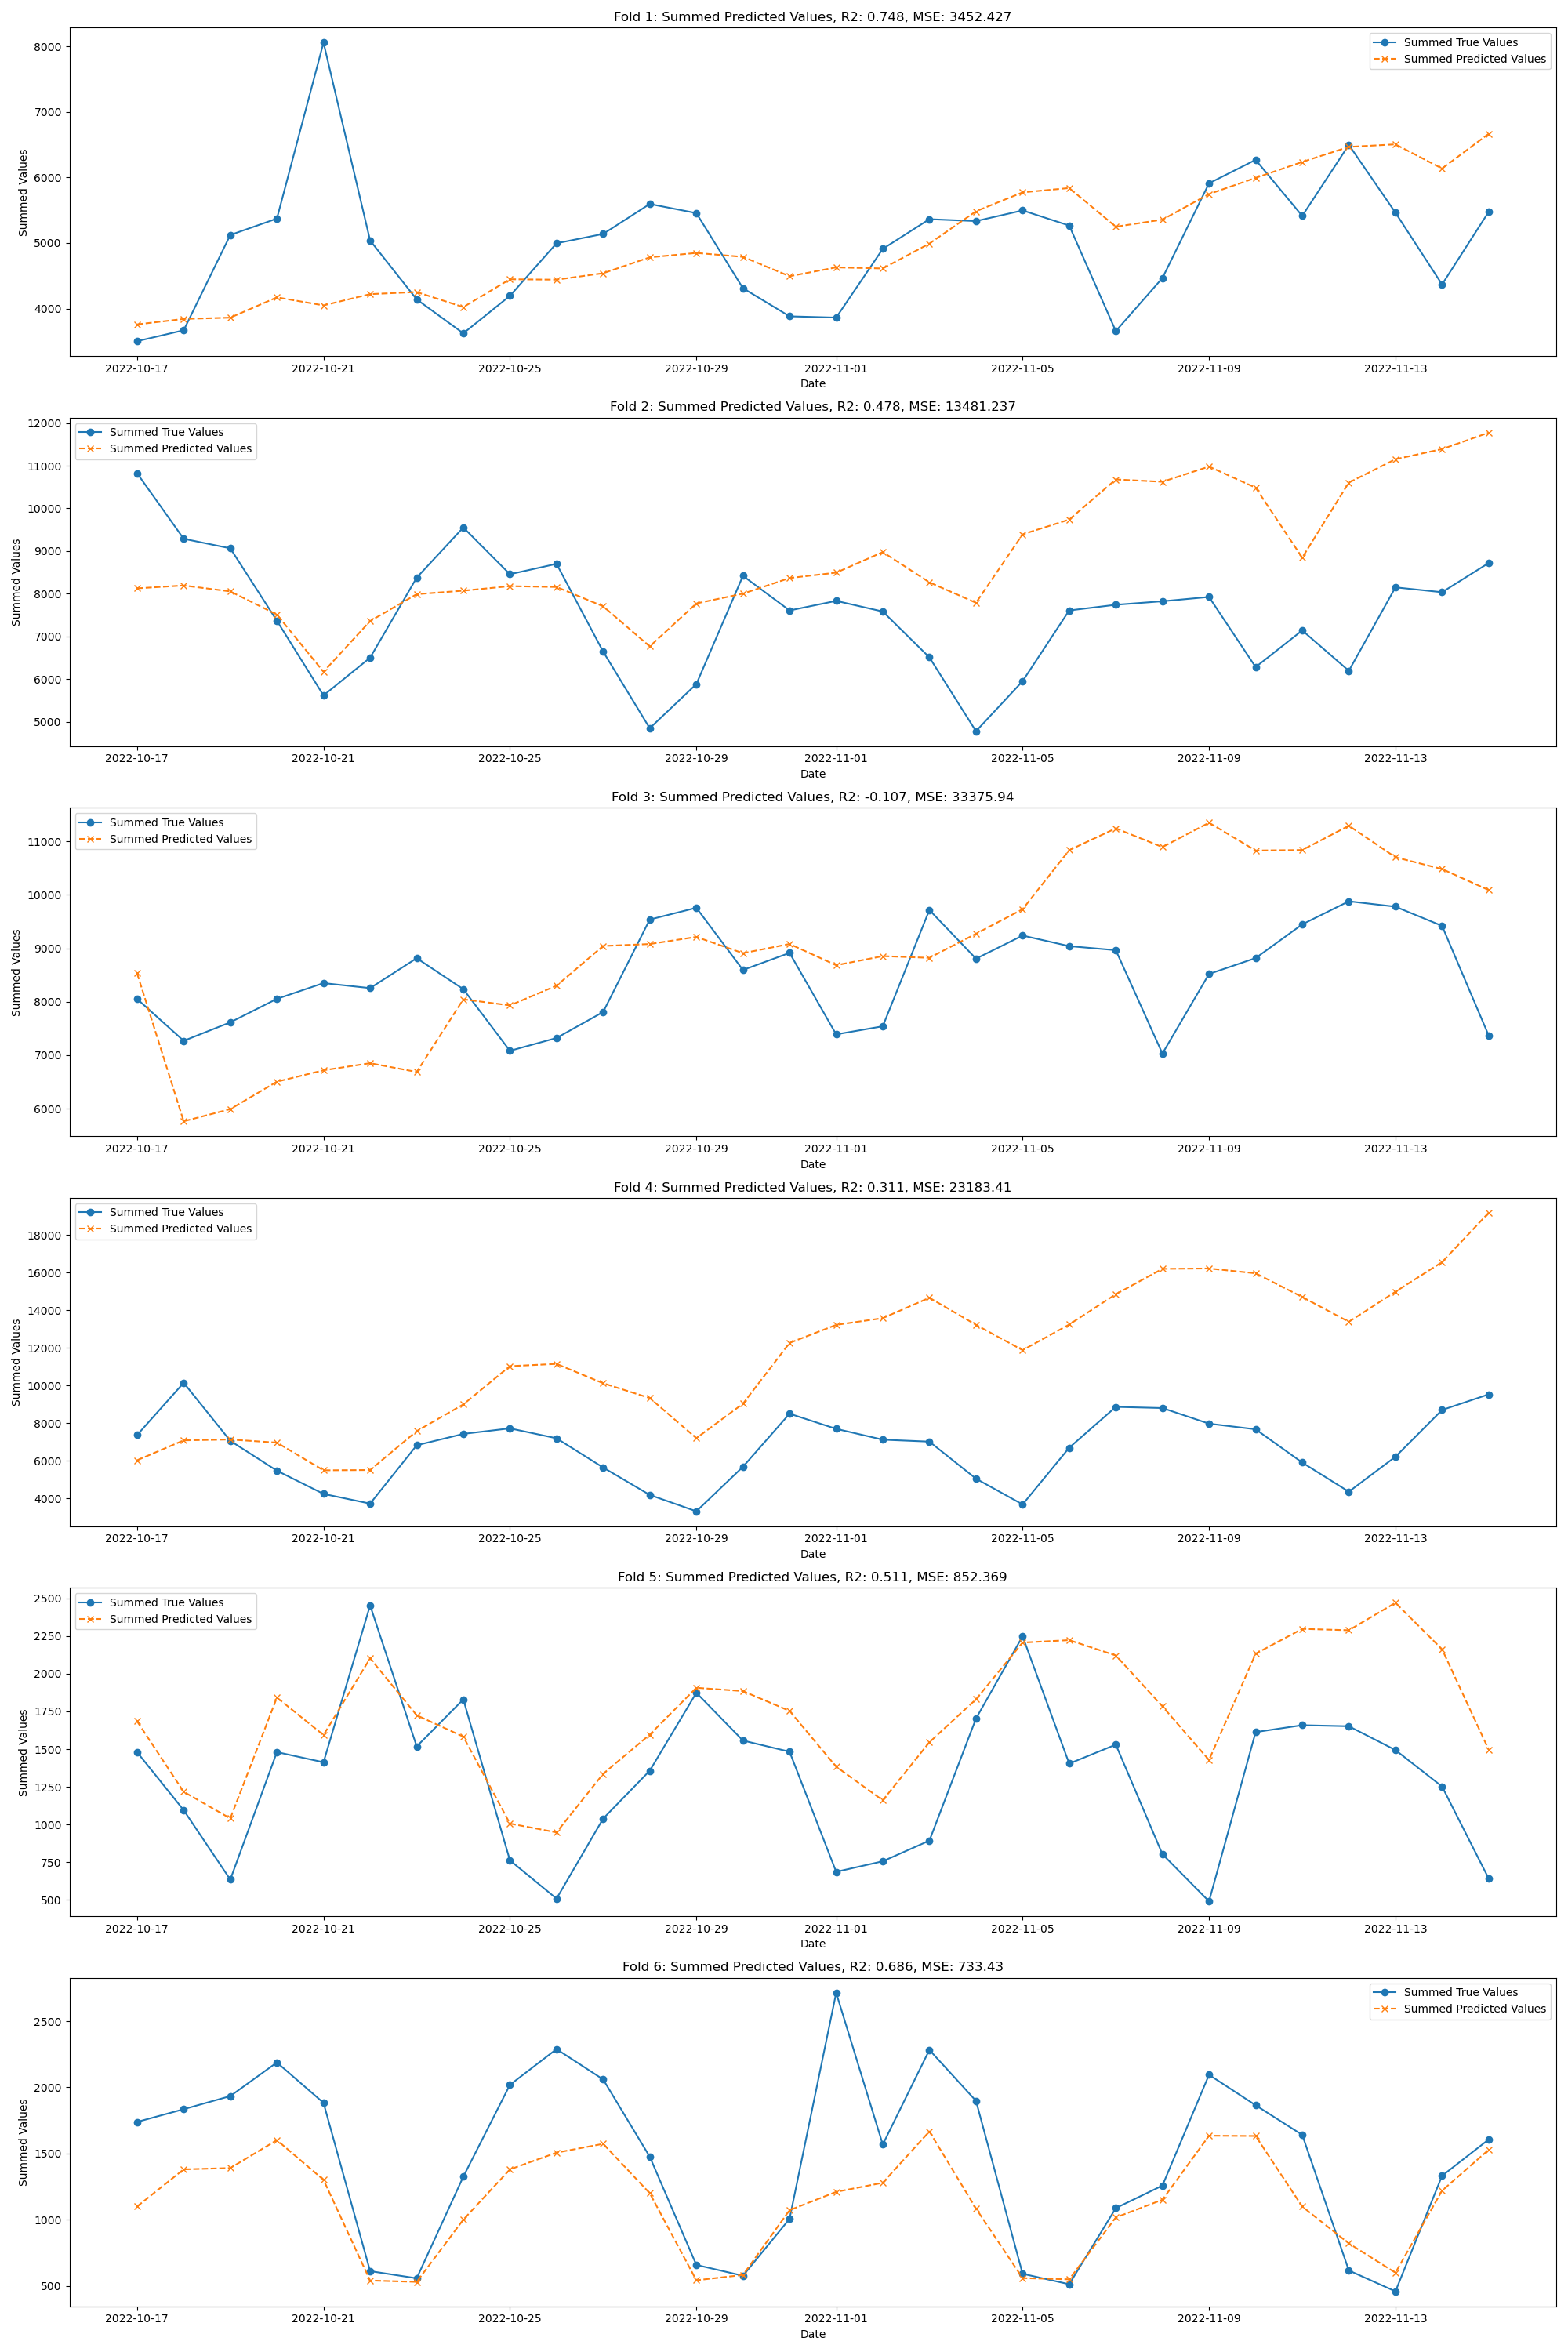 Fold 1: Summed Predicted Values, R2: 0.748, MSE: 3452.427
Summed True Values
Summed Predicted Values
Summed Values
8000
7000
6000
5000
4000
2022-10-17 2022-10-21 2022-10-25 2022-10-29 2022-11-01 2022-11-05 2022-11-09 2022-11-13
Date
Fold 2: Summed Predicted Values, R2: 0.478, MSE: 13481.237
Summed True Values
Summed Predicted Values
Summed Values
12000
11000
10000
9000
8000
7000
6000
5000
2022-10-17 2022-10-21 2022-10-25 2022-10-29 2022-11-01 2022-11-05 2022-11-09 2022-11-13
Date
Fold 3: Summed Predicted Values, R2: -0.107, MSE: 33375.94
Summed True Values
Summed Predicted Values
Summed Values
11000
10000
9000
8000
7000
6000
2022-10-17 2022-10-21 2022-10-25 2022-10-29 2022-11-01 2022-11-05 2022-11-09 2022-11-13
Date
Fold 4: Summed Predicted Values, R2: 0.311, MSE: 23183.41
Summed True Values
Summed Predicted Values
Summed Values
18000
16000
14000
12000
10000
8000
6000
4000
2022-10-17 2022-10-21 2022-10-25 2022-10-29 2022-11-01 2022-11-05 2022-11-09 2022-11-13
Date
Fold 5: Summed Predicted Values, R2: 0.511, MSE: 852.369
Summed True Values
Summed Predicted Values
Summed Values
2500
2250
2000
1750
1500
1250
1000
750
500
2022-10-17 2022-10-21 2022-10-25 2022-10-29 2022-11-01 2022-11-05 2022-11-09 2022-11-13
Date
Fold 6: Summed Predicted Values, R2: 0.686, MSE: 733.43
Summed True Values
Summed Predicted Values
Summed Values
2500
2000
1500
1000
500
2022-10-17 2022-10-21 2022-10-25 2022-10-29 2022-11-01 2022-11-05 2022-11-09 2022-11-13
Date